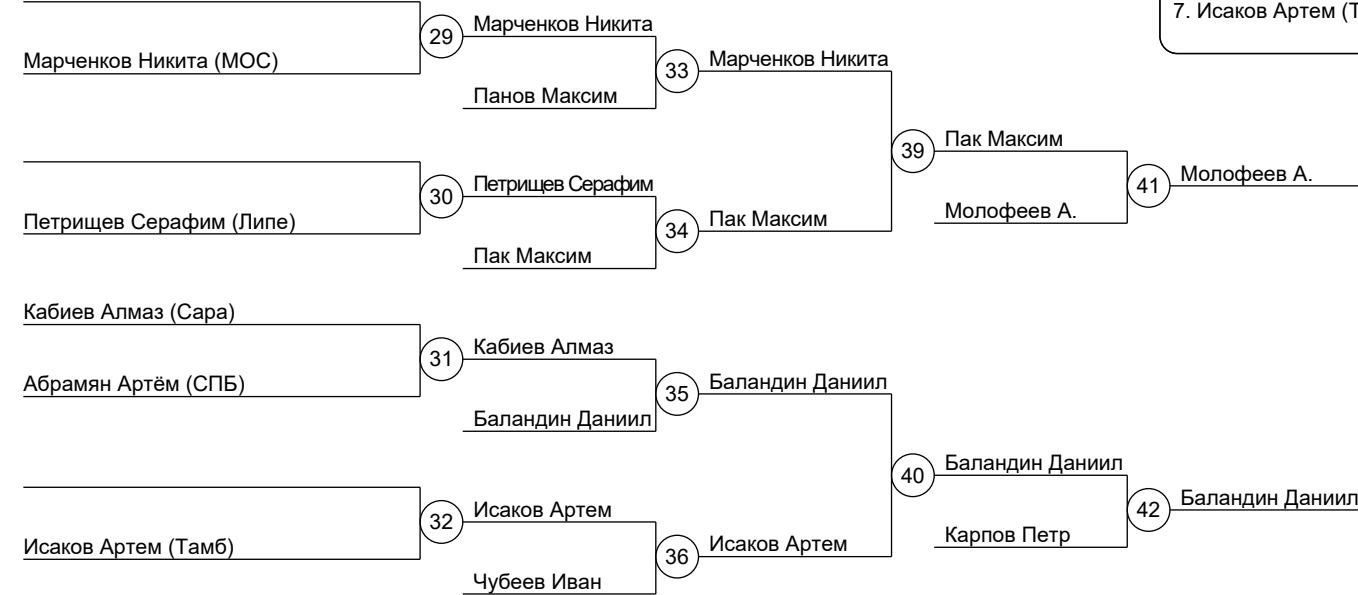 7. Исаков Артем (Т
Марченков Никита
29
Марченков Никита (МОС)
Марченков Никита
33
Панов Максим
Пак Максим
39
Молофеев А.
41
Молофеев А.
Петрищев Серафим
30
Петрищев Серафим (Липе)
Пак Максим
34
Пак Максим
Кабиев Алмаз (Сара)
Кабиев Алмаз
31
Абрамян Артём (СПБ)
Баландин Даниил
35
Баландин Даниил
Баландин Даниил
40
Баландин Даниил
42
Карпов Петр
Исаков Артем
32
Исаков Артем (Тамб)
Исаков Артем
36
Чубеев Иван